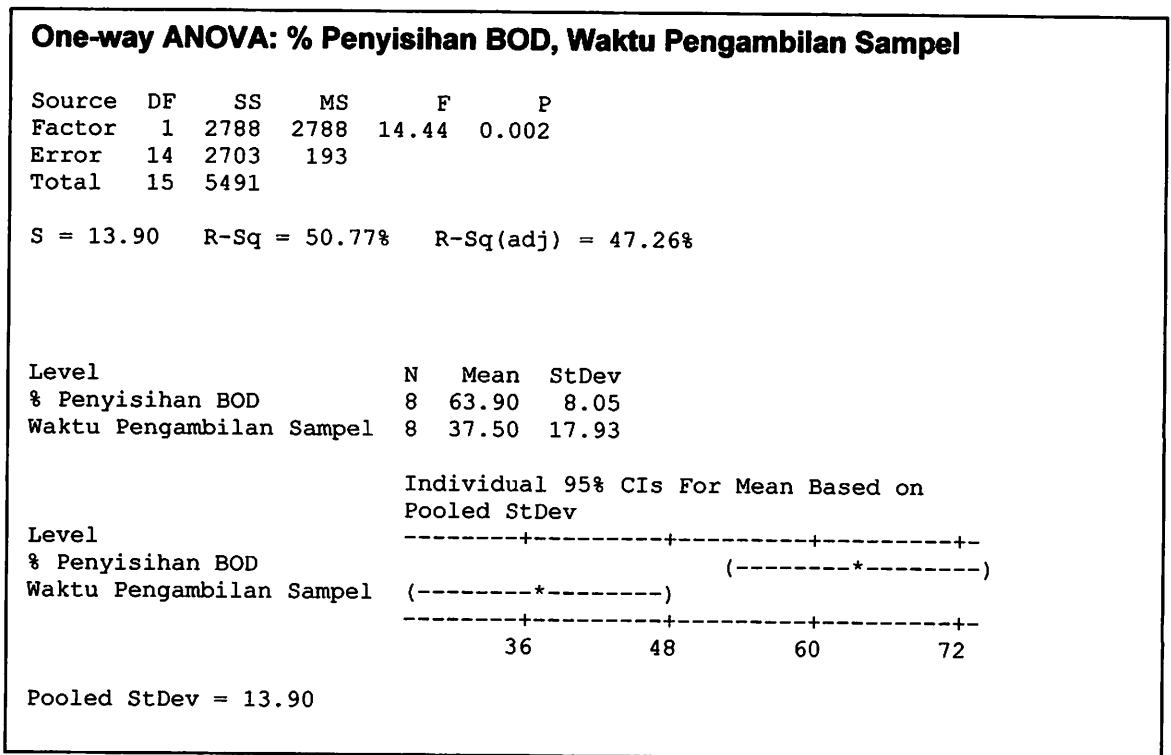 One-way ANOVA: % Penyisihan BOD, Waktu Pengambilan Sampel
Source  DF    SS    MS      F      P
Factor   1  2788  2788  14.44  0.002
Error   14  2703   193
Total   15  5491
S = 13.90   R-Sq = 50.77%   R-Sq(adj) = 47.26%
Level                      N   Mean  StDev
% Penyisihan BOD           8  63.90   8.05
Waktu Pengambilan Sampel   8  37.50  17.93
Individual 95% CIs For Mean Based on
Pooled StDev
Level                      --------+---------+---------+---------+-
% Penyisihan BOD                                 (--------*--------)
Waktu Pengambilan Sampel   (--------*--------)
--------+---------+---------+---------+-
36        48        60        72
Pooled StDev = 13.90